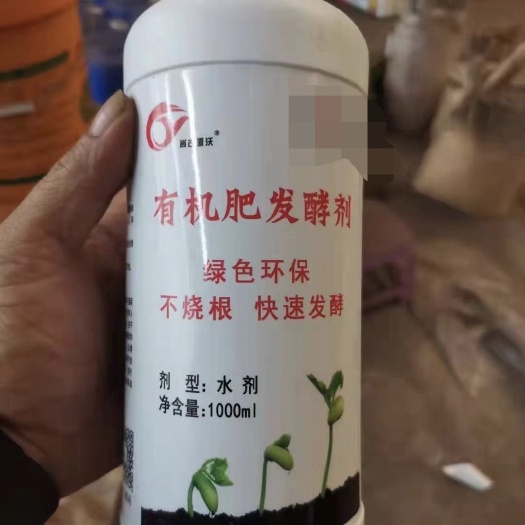 有机肥发酵剂
绿色环保
不烧根 快速发酵
剂 型: 水 剂
净含量:1000ml